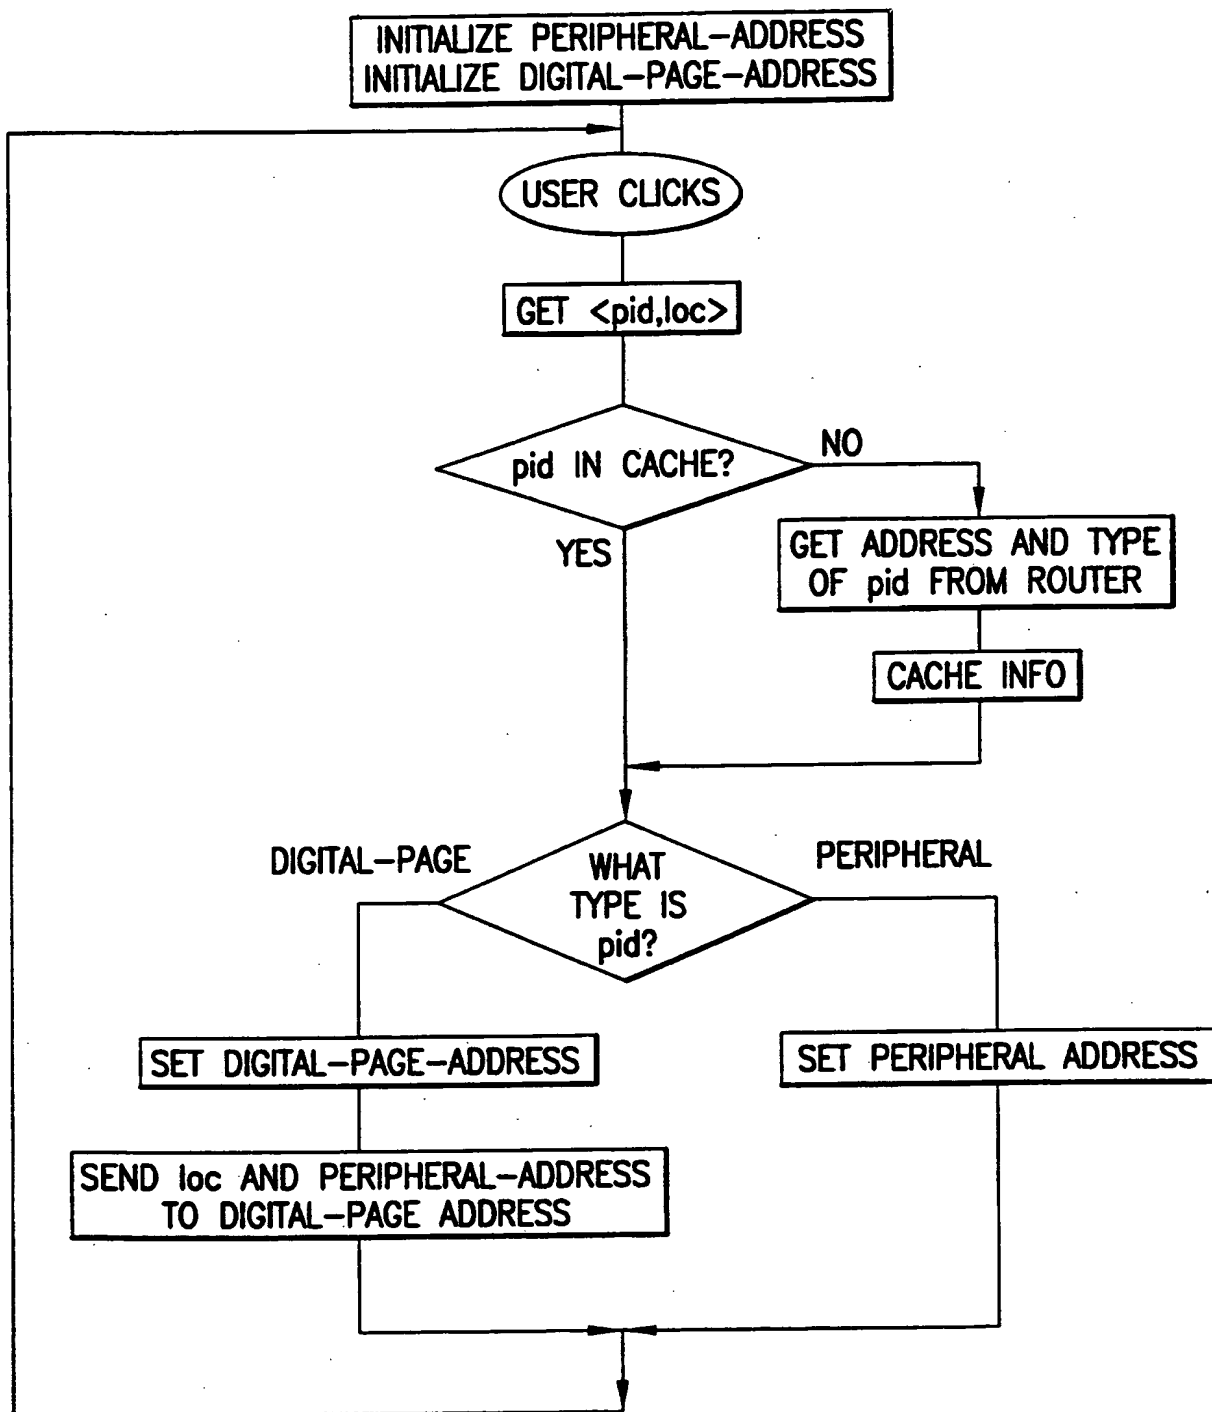 INITIALIZE PERIPHERAL-ADDRESS
INITIALIZE DIGITAL-PAGE-ADDRESS
USER CLICKS
GET <pid,loc>
pid IN CACHE?
NO
YES
GET ADDRESS AND TYPE
OF pid FROM ROUTER
CACHE INFO
DIGITAL-PAGE
WHAT
TYPE IS
pid?
PERIPHERAL
SET DIGITAL-PAGE-ADDRESS
SET PERIPHERAL ADDRESS
SEND loc AND PERIPHERAL-ADDRESS
TO DIGITAL-PAGE ADDRESS